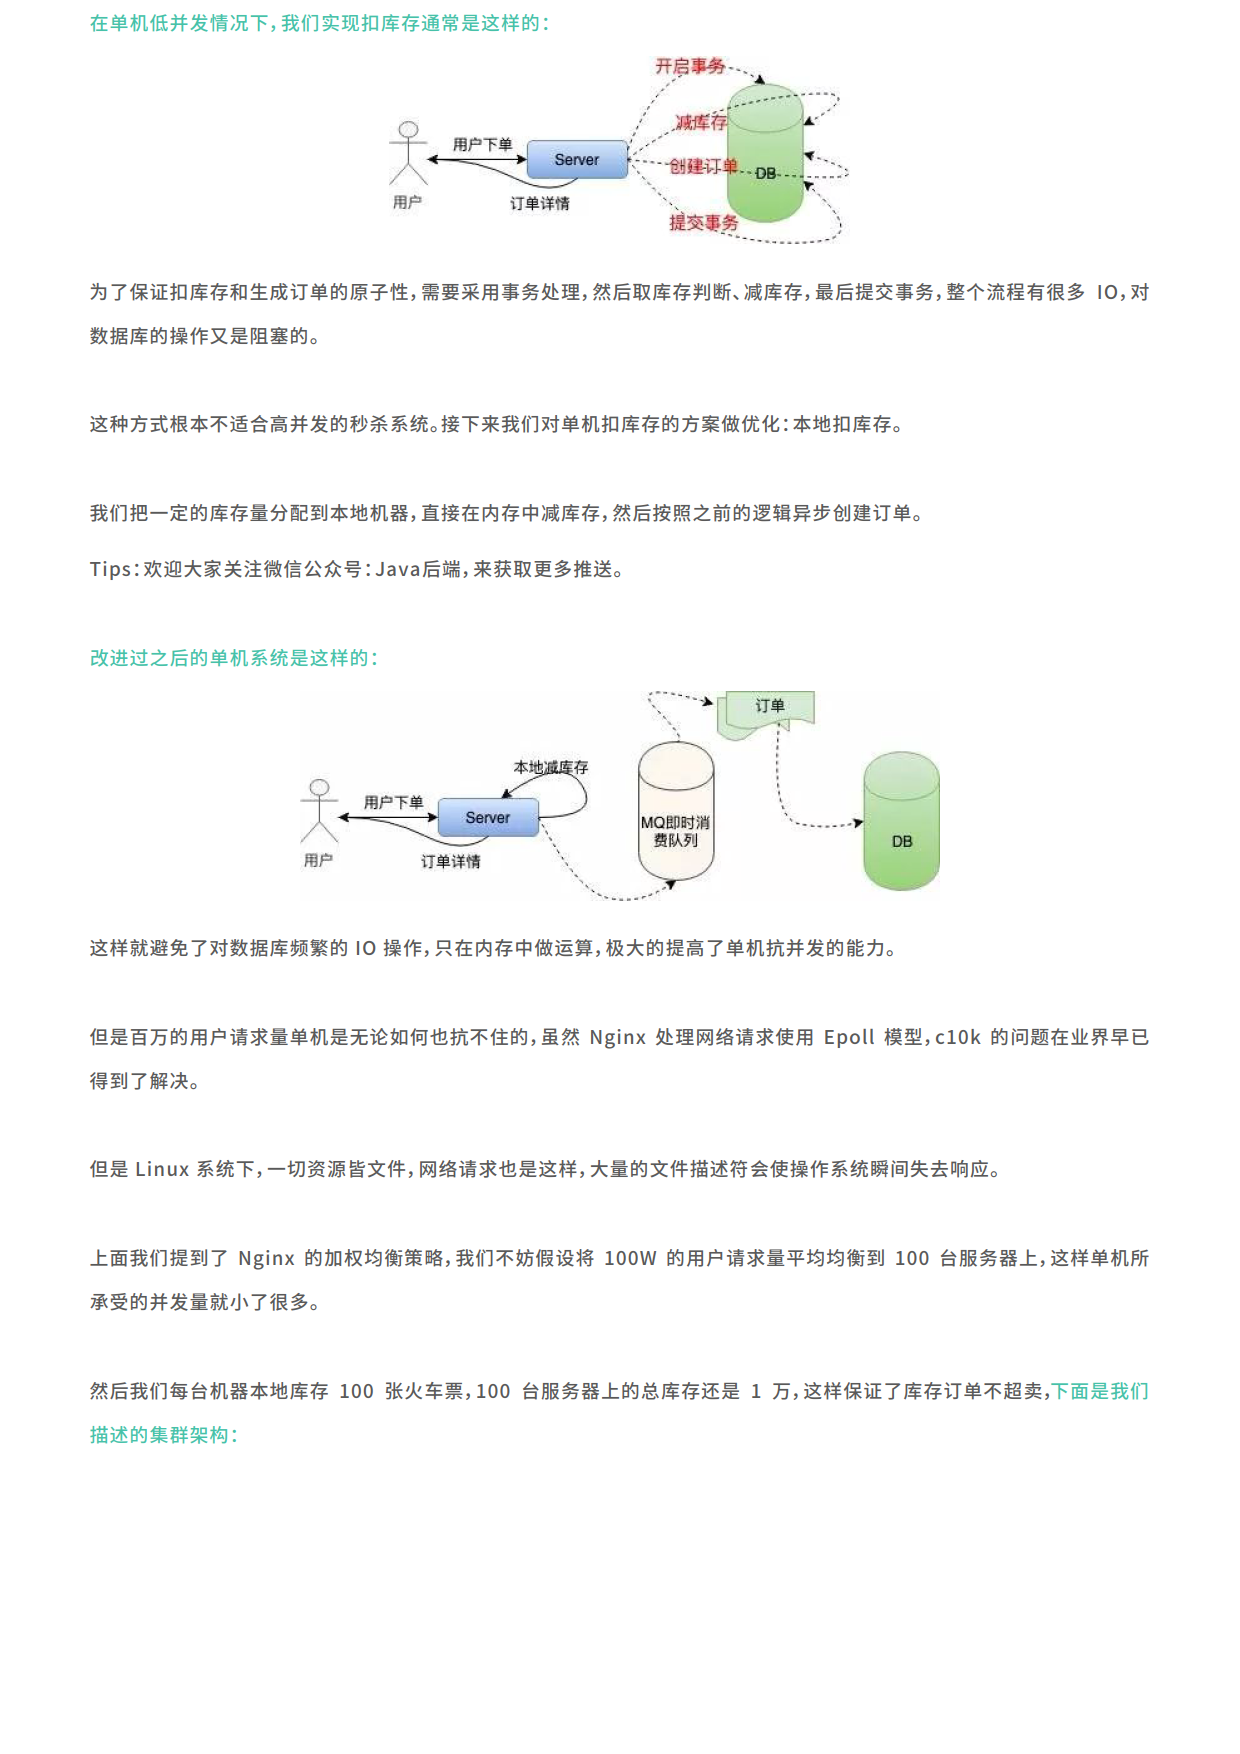 在单机低并发情况下，我们实现扣库存通常是这样的：
开启事务
减库存
用户下单
Server
创建订单
DB
用户
订单详情
提交事务
为了保证扣库存和生成订单的原子性，需要采用事务处理，然后取库存判断、减库存，最后提交事务，整个流程有很多 IO，对
数据库的操作又是阻塞的。
这种方式根本不适合高并发的秒杀系统。接下来我们对单机扣库存的方案做优化：本地扣库存。
我们把一定的库存量分配到本地机器，直接在内存中减库存，然后按照之前的逻辑异步创建订单。
Tips：欢迎大家关注微信公众号：Java后端，来获取更多推送。
改进过之后的单机系统是这样的：
订单
本地减库存
用户下单
Server
MQ即时消
费队列
DB
用户
订单详情
这样就避免了对数据库频繁的 IO 操作，只在内存中做运算，极大的提高了单机抗并发的能力。
但是百万的用户请求量单机是无论如何也抗不住的，虽然 Nginx 处理网络请求使用 Epoll 模型，c10k 的问题在业界早已
得到了解决。
但是 Linux 系统下，一切资源皆文件，网络请求也是这样，大量的文件描述符会使操作系统瞬间失去响应。
上面我们提到了 Nginx 的加权均衡策略，我们不妨假设将 100W 的用户请求量平均均衡到 100 台服务器上，这样单机所
承受的并发量就小了很多。
然后我们每台机器本地库存 100 张火车票，100 台服务器上的总库存还是 1 万，这样保证了库存订单不超卖，下面是我们
描述的集群架构：